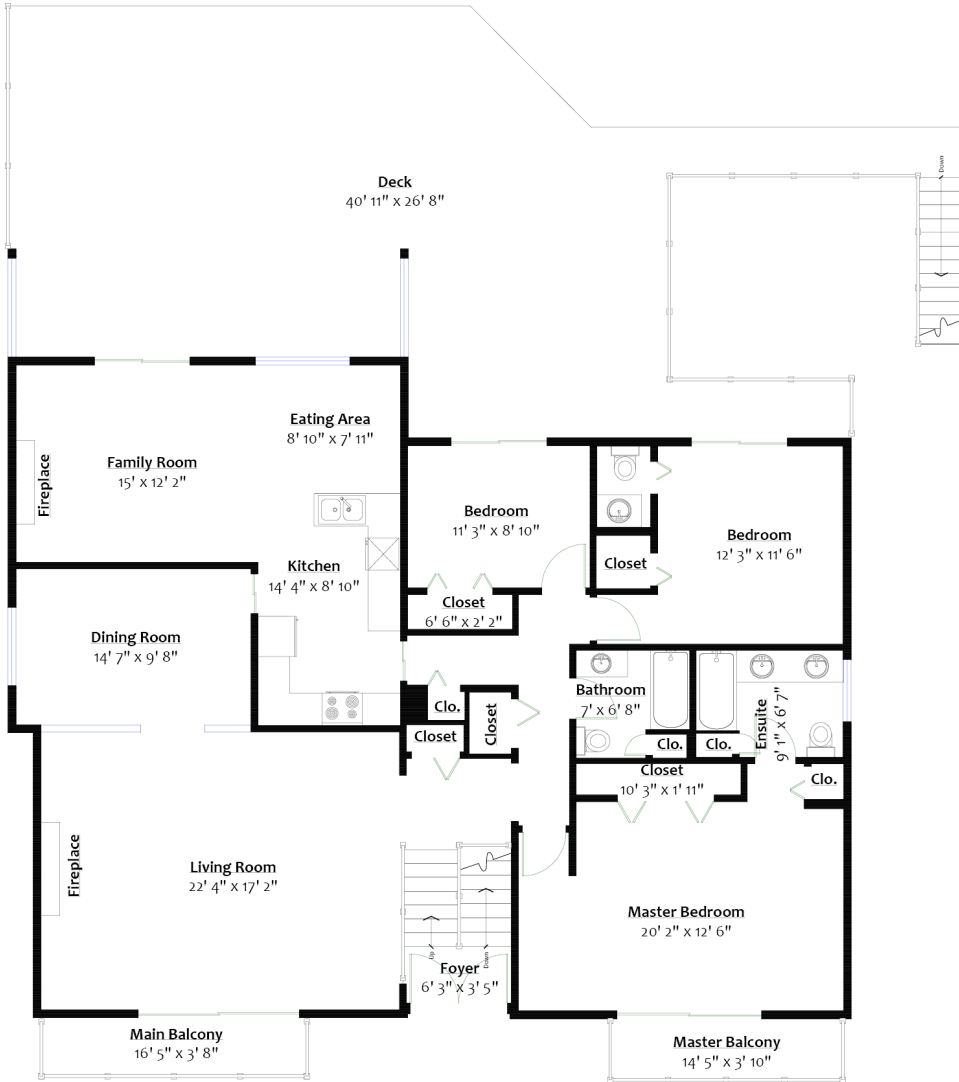 Down
Deck
40' 11" x 26' 8"
Eating Area
8' 10" x 7' 11"
Family Room
15' x 12' 2"
Fireplace
Bedroom
11' 3" x 8' 10"
Bedroom
12' 3" x 11' 6"
Closet
Kitchen
14' 4" x 8' 10"
Closet
6' 6" x 2' 2"
Dining Room
14' 7" x 9' 8"
Bathroom
7' x 6' 8"
Ensuite
9' 1" x 6' 7"
Clo.
Closet
Closet
Clo.
Clo.
Closet
10' 3" x 1' 11"
Clo.
Fireplace
Living Room
22' 4" x 17' 2"
Master Bedroom
20' 2" x 12' 6"
Up
Down
Foyer
6' 3" x 3' 5"
Main Balcony
16' 5" x 3' 8"
Master Balcony
14' 5" x 3' 10"